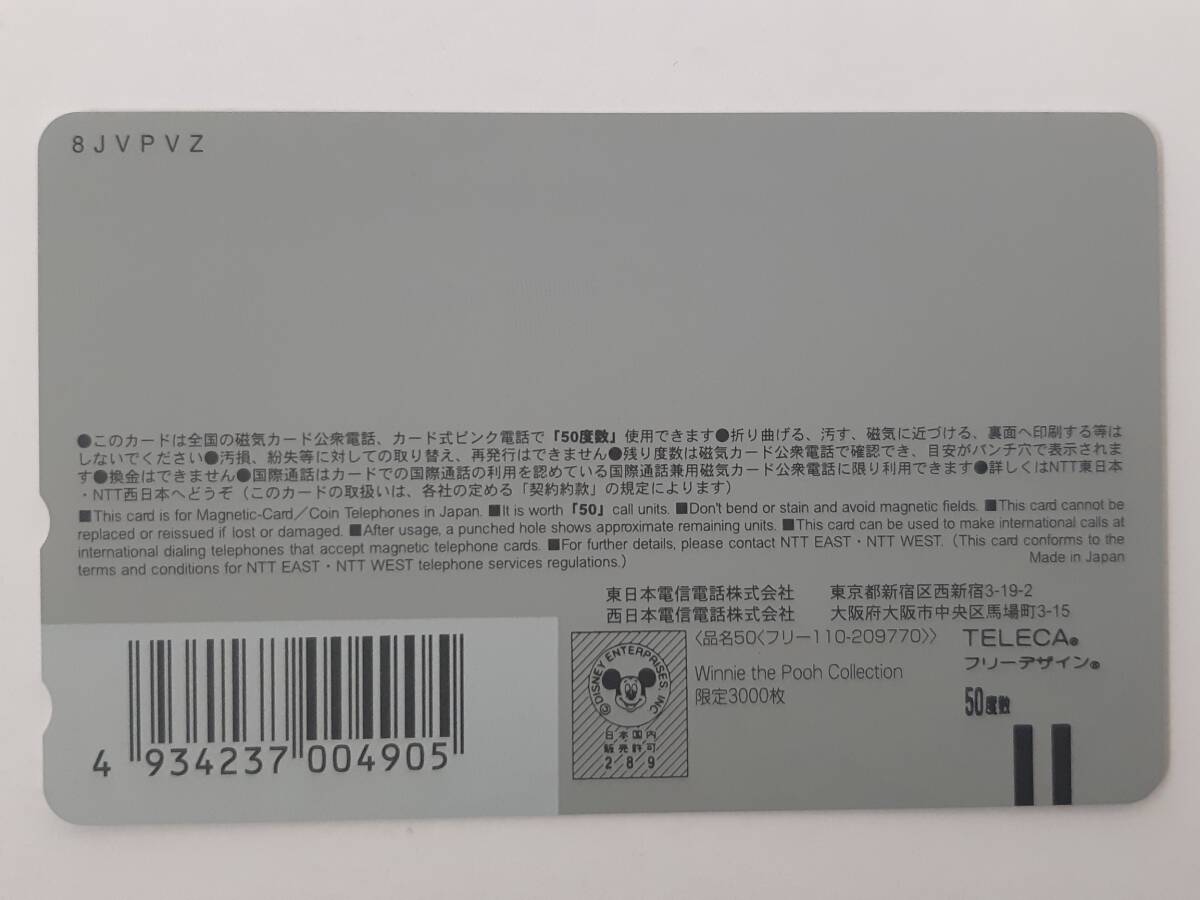 8JVPVZ
●このカードは全国の磁気カード公衆電話、カード式ピンク電話で「50度数」使用できます●折り曲げる、汚す、磁気に近づける、裏面へ印刷する等は
しないでください●汚損、紛失等に対しての取り替え、再発行はできません●残り度数は磁気カード公衆電話で確認でき、目安がパンチ穴で表示されま
す●換金はできません●国際通話はカードでの国際通話の利用を認めている国際通話兼用磁気カード公衆電話に限り利用できます●詳しくはNTT東日本
・NTT西日本へどうぞ（このカードの取扱いは、各社の定める「契約約款」の規定によります）
■This card is for Magnetic-Card／Coin Telephones in Japan. ■It is worth「50」call units. ■Don't bend or stain and avoid magnetic fields. ■This card cannot be
replaced or reissued if lost or damaged. ■After usage, a punched hole shows approximate remaining units. ■This card can be used to make international calls at
international dialing telephones that accept magnetic telephone cards. ■For further details, please contact NTT EAST・NTT WEST.（This card conforms to the
terms and conditions for NTT EAST・NTT WEST telephone services regulations.）
Made in Japan
東日本電信電話株式会社　東京都新宿区西新宿3-19-2
西日本電信電話株式会社　大阪府大阪市中央区馬場町3-15
〈品名50〈フリー110-209770〉〉
TELECA®
フリーデザイン®
Winnie the Pooh Collection
限定3000枚
50度数
©DISNEY ENTERPRISES, INC
日本国内
販売許可
289
4 934237 004905